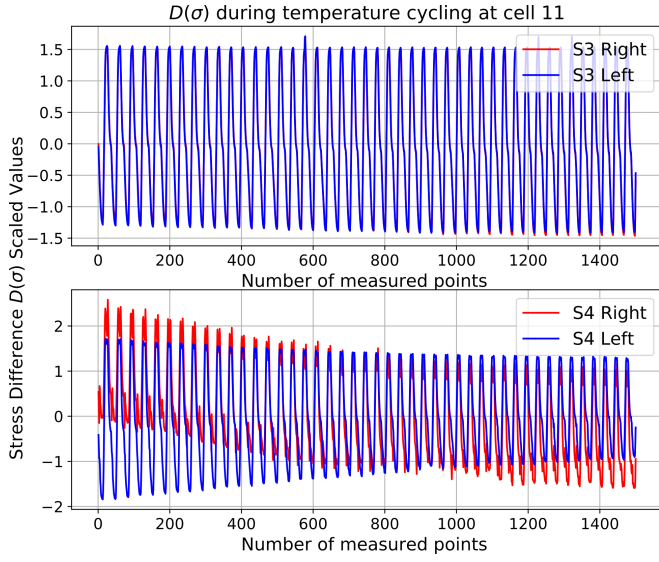 D(σ) during temperature cycling at cell 11
Stress Difference D(σ) Scaled Values
1.5
1.0
0.5
0.0
−0.5
−1.0
−1.5
S3 Right
S3 Left
0 200 400 600 800 1000 1200 1400
Number of measured points
2
1
0
−1
−2
S4 Right
S4 Left
0 200 400 600 800 1000 1200 1400
Number of measured points